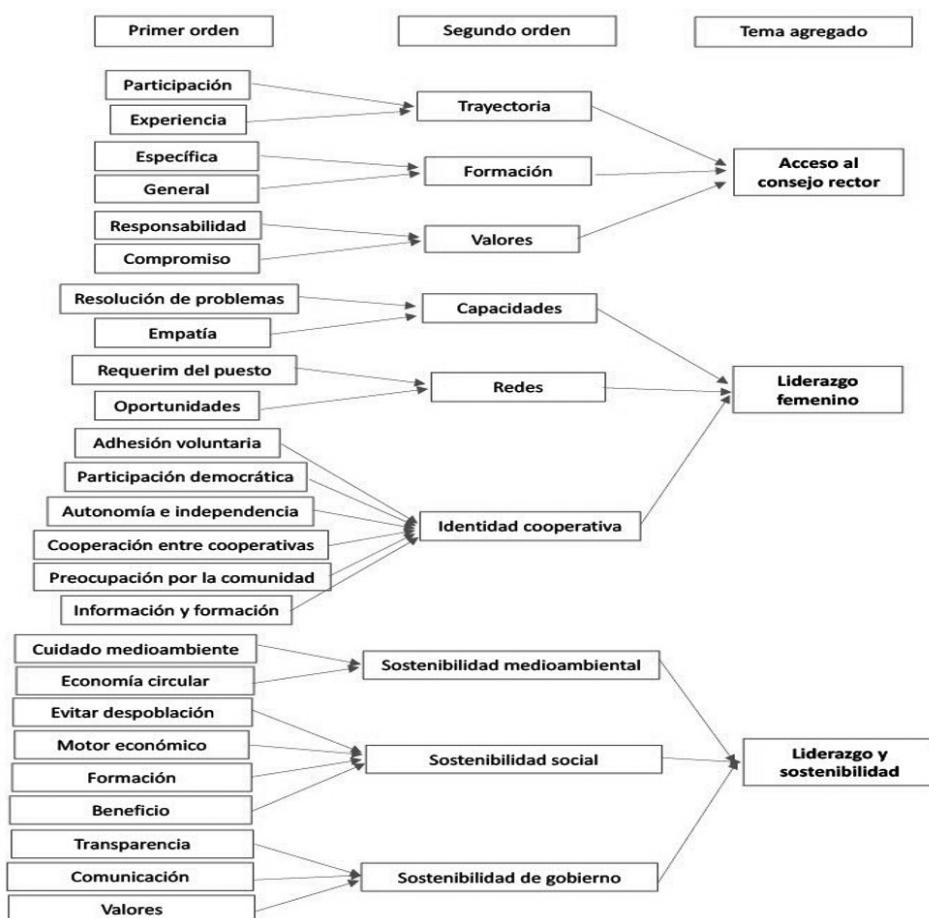 Primer orden
Segundo orden
Tema agregado
Participación
Experiencia
Trayectoria
Específica
General
Formación
Responsabilidad
Compromiso
Valores
Acceso al
consejo rector
Resolución de problemas
Empatía
Capacidades
Requerim del puesto
Oportunidades
Redes
Adhesión voluntaria
Participación democrática
Autonomía e independencia
Cooperación entre cooperativas
Preocupación por la comunidad
Información y formación
Identidad cooperativa
Liderazgo
femenino
Cuidado medioambiente
Economía circular
Sostenibilidad medioambiental
Evitar despoblación
Motor económico
Formación
Beneficio
Sostenibilidad social
Transparencia
Comunicación
Valores
Sostenibilidad de gobierno
Liderazgo y
sostenibilidad